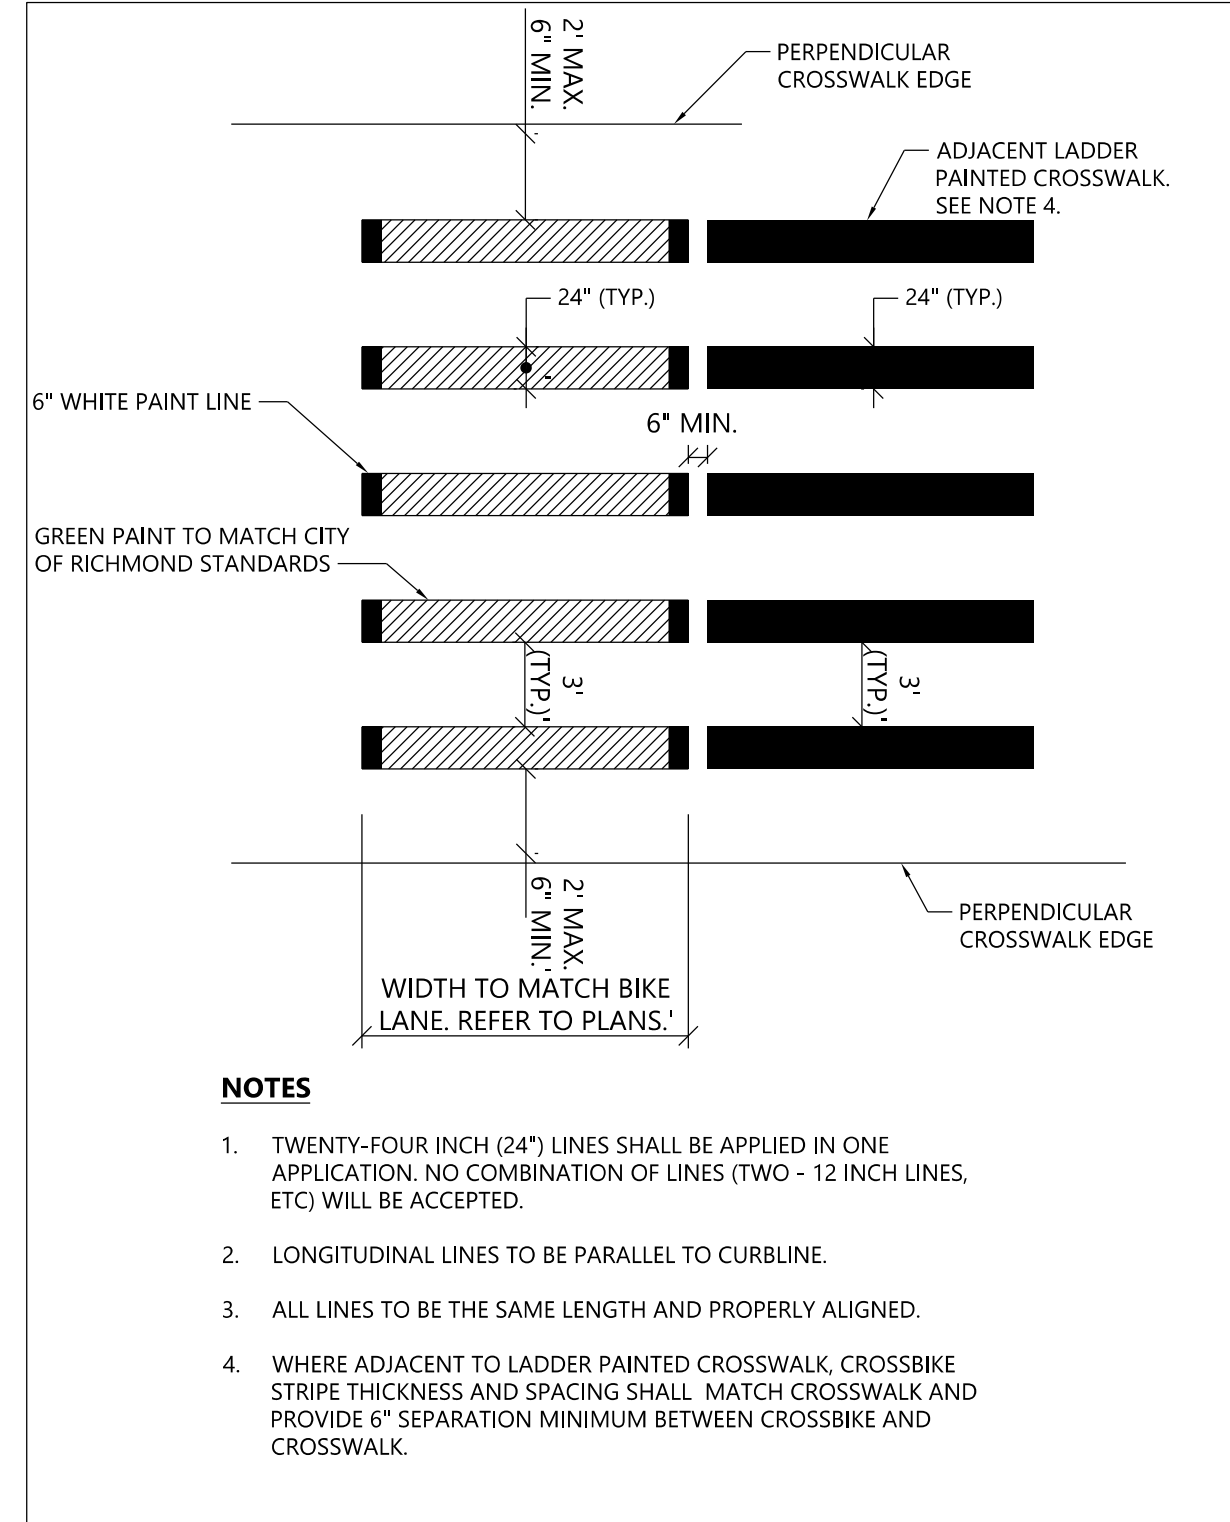 2' MAX.
6" MIN.
PERPENDICULAR
CROSSWALK EDGE
ADJACENT LADDER
PAINTED CROSSWALK.
SEE NOTE 4.
24" (TYP.)
24" (TYP.)
6" WHITE PAINT LINE
6" MIN.
GREEN PAINT TO MATCH CITY
OF RICHMOND STANDARDS
3'
(TYP.)'
3'
(TYP.)'
2' MAX.
6" MIN.'
PERPENDICULAR
CROSSWALK EDGE
WIDTH TO MATCH BIKE
LANE. REFER TO PLANS.'
NOTES
1. TWENTY-FOUR INCH (24") LINES SHALL BE APPLIED IN ONE
APPLICATION. NO COMBINATION OF LINES (TWO - 12 INCH LINES,
ETC) WILL BE ACCEPTED.
2. LONGITUDINAL LINES TO BE PARALLEL TO CURBLINE.
3. ALL LINES TO BE THE SAME LENGTH AND PROPERLY ALIGNED.
4. WHERE ADJACENT TO LADDER PAINTED CROSSWALK, CROSSBIKE
STRIPE THICKNESS AND SPACING SHALL MATCH CROSSWALK AND
PROVIDE 6" SEPARATION MINIMUM BETWEEN CROSSBIKE AND
CROSSWALK.